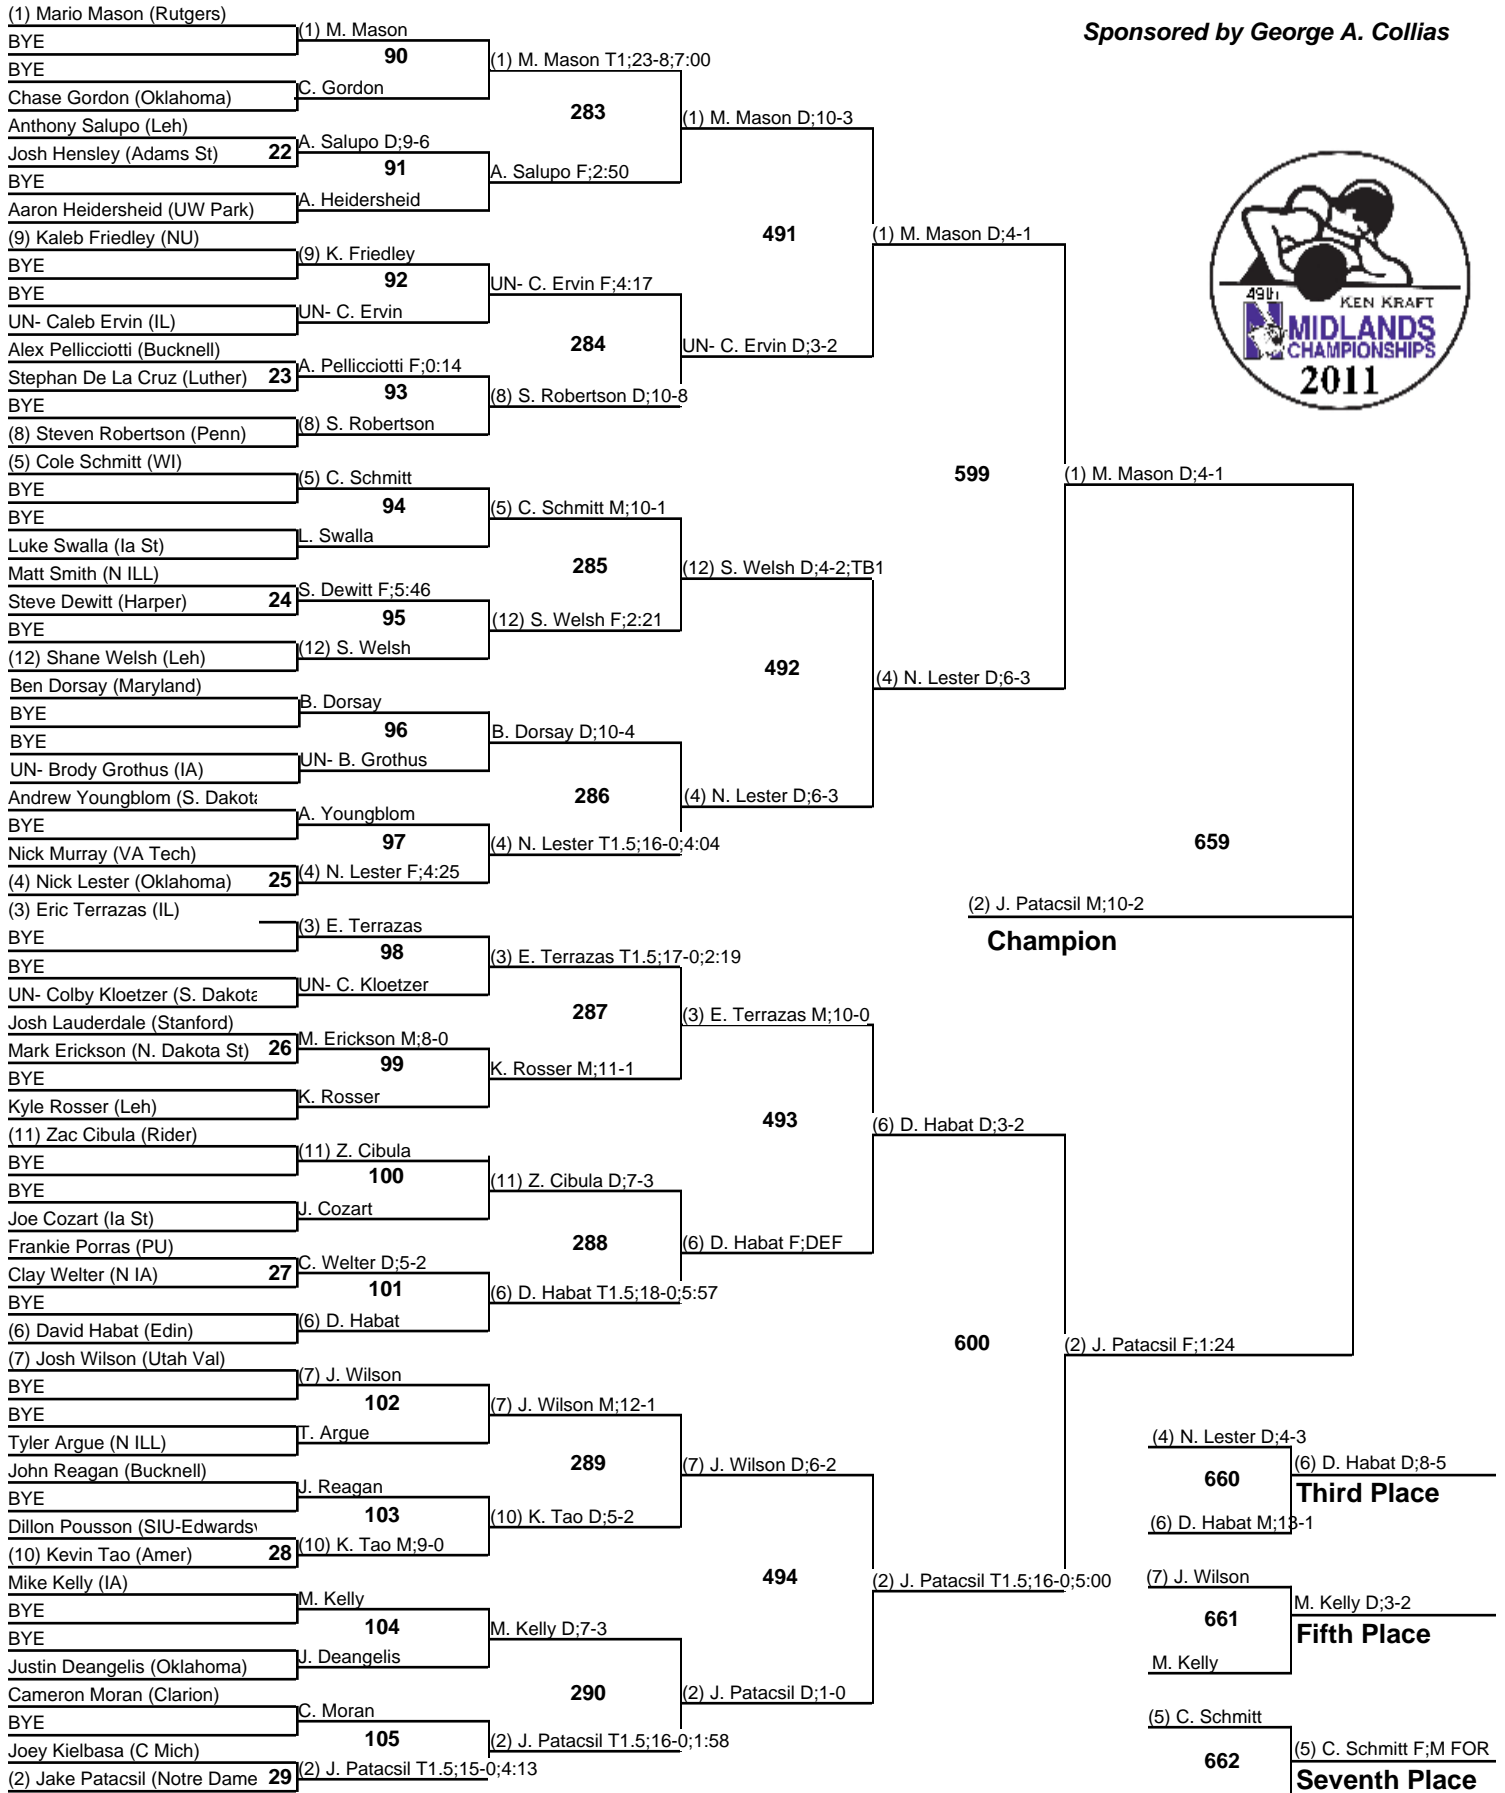 (1) Mario Mason (Rutgers)
BYE
BYE
Chase Gordon (Oklahoma)
Anthony Salupo (Leh)
Josh Hensley (Adams St) 22
BYE
Aaron Heidersheid (UW Park)
(9) Kaleb Friedley (NU)
BYE
BYE
UN- Caleb Ervin (IL)
Alex Pellicciotti (Bucknell)
Stephan De La Cruz (Luther) 23
BYE
(8) Steven Robertson (Penn)
(5) Cole Schmitt (WI)
BYE
BYE
Luke Swalla (Ia St)
Matt Smith (N ILL)
Steve Dewitt (Harper) 24
BYE
(12) Shane Welsh (Leh)
Ben Dorsay (Maryland)
BYE
BYE
UN- Brody Grothus (IA)
Andrew Youngblom (S. Dakota
BYE
Nick Murray (VA Tech)
(4) Nick Lester (Oklahoma) 25
(3) Eric Terrazas (IL)
BYE
BYE
UN- Colby Kloetzer (S. Dakota
Josh Lauderdale (Stanford)
Mark Erickson (N. Dakota St) 26
BYE
Kyle Rosser (Leh)
(11) Zac Cibula (Rider)
BYE
BYE
Joe Cozart (Ia St)
Frankie Porras (PU)
Clay Welter (N IA) 27
BYE
(6) David Habat (Edin)
(7) Josh Wilson (Utah Val)
BYE
BYE
Tyler Argue (N ILL)
John Reagan (Bucknell)
BYE
Dillon Pousson (SIU-Edwardsv
(10) Kevin Tao (Amer) 28
Mike Kelly (IA)
BYE
BYE
Justin Deangelis (Oklahoma)
Cameron Moran (Clarion)
BYE
Joey Kielbasa (C Mich)
(2) Jake Patacsil (Notre Dame 29
(1) M. Mason
90
C. Gordon
A. Salupo D;9-6
91
A. Heidersheid
(9) K. Friedley
92
UN- C. Ervin
A. Pellicciotti F;0:14
93
(8) S. Robertson
(5) C. Schmitt
94
L. Swalla
S. Dewitt F;5:46
95
(12) S. Welsh
B. Dorsay
96
UN- B. Grothus
A. Youngblom
97
(4) N. Lester F;4:25
(3) E. Terrazas
98
UN- C. Kloetzer
M. Erickson M;8-0
99
K. Rosser
(11) Z. Cibula
100
J. Cozart
C. Welter D;5-2
101
(6) D. Habat
(7) J. Wilson
102
T. Argue
J. Reagan
103
(10) K. Tao M;9-0
M. Kelly
104
J. Deangelis
C. Moran
105
(2) J. Patacsil T1.5;15-0;4:13
(1) M. Mason T1;23-8;7:00
283
A. Salupo F;2:50
UN- C. Ervin F;4:17
284
(8) S. Robertson D;10-8
(5) C. Schmitt M;10-1
285
(12) S. Welsh F;2:21
B. Dorsay D;10-4
286
(4) N. Lester T1.5;16-0;4:04
(3) E. Terrazas T1.5;17-0;2:19
287
K. Rosser M;11-1
(11) Z. Cibula D;7-3
288
(6) D. Habat T1.5;18-0;5:57
(7) J. Wilson M;12-1
289
(10) K. Tao D;5-2
M. Kelly D;7-3
290
(2) J. Patacsil T1.5;16-0;1:58
(1) M. Mason D;10-3
491
UN- C. Ervin D;3-2
(12) S. Welsh D;4-2;TB1
492
(4) N. Lester D;6-3
(3) E. Terrazas M;10-0
493
(6) D. Habat F;DEF
(7) J. Wilson D;6-2
494
(2) J. Patacsil D;1-0
(1) M. Mason D;4-1
599
(4) N. Lester D;6-3
(6) D. Habat D;3-2
600
(2) J. Patacsil T1.5;16-0;5:00
(1) M. Mason D;4-1
659
(2) J. Patacsil F;1:24
(2) J. Patacsil M;10-2
Champion
Sponsored by George A. Collias
49th
KEN KRAFT
MIDLANDS
CHAMPIONSHIPS
2011
(4) N. Lester D;4-3
660
(6) D. Habat M;13-1
(6) D. Habat D;8-5
Third Place
(7) J. Wilson
661
M. Kelly
M. Kelly D;3-2
Fifth Place
(5) C. Schmitt
662
(5) C. Schmitt F;M FOR
Seventh Place